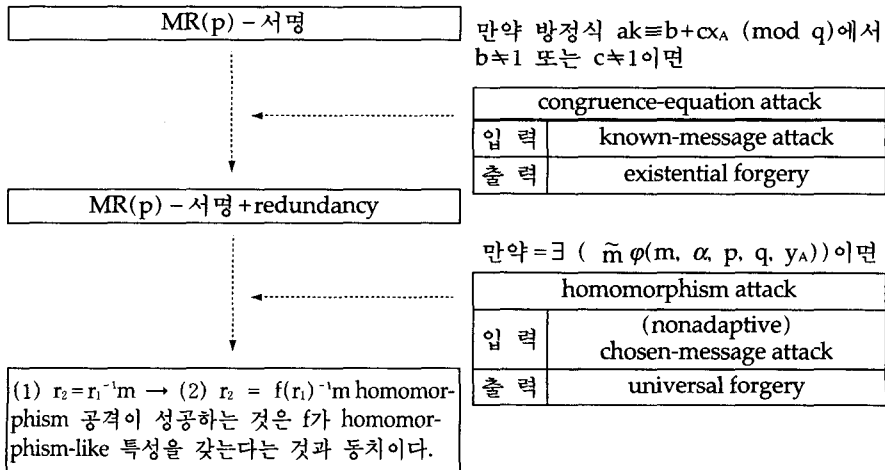 MR(p) – 서명
만약 방정식 ak≡b+cxA (mod q)에서
b≒1 또는 c≒1이면
congruence-equation attack
입 력 known-message attack
출 력 existential forgery
MR(p) – 서명+redundancy
만약=∃ ( m̃ φ(m, α, p, q, yA))이면
homomorphism attack
입 력 (nonadaptive)
chosen-message attack
출 력 universal forgery
(1) r₂=r₁⁻¹m → (2) r₂ = f(r₁)⁻¹m homomor-
phism 공격이 성공하는 것은 f가 homomor-
phism-like 특성을 갖는다는 것과 동치이다.